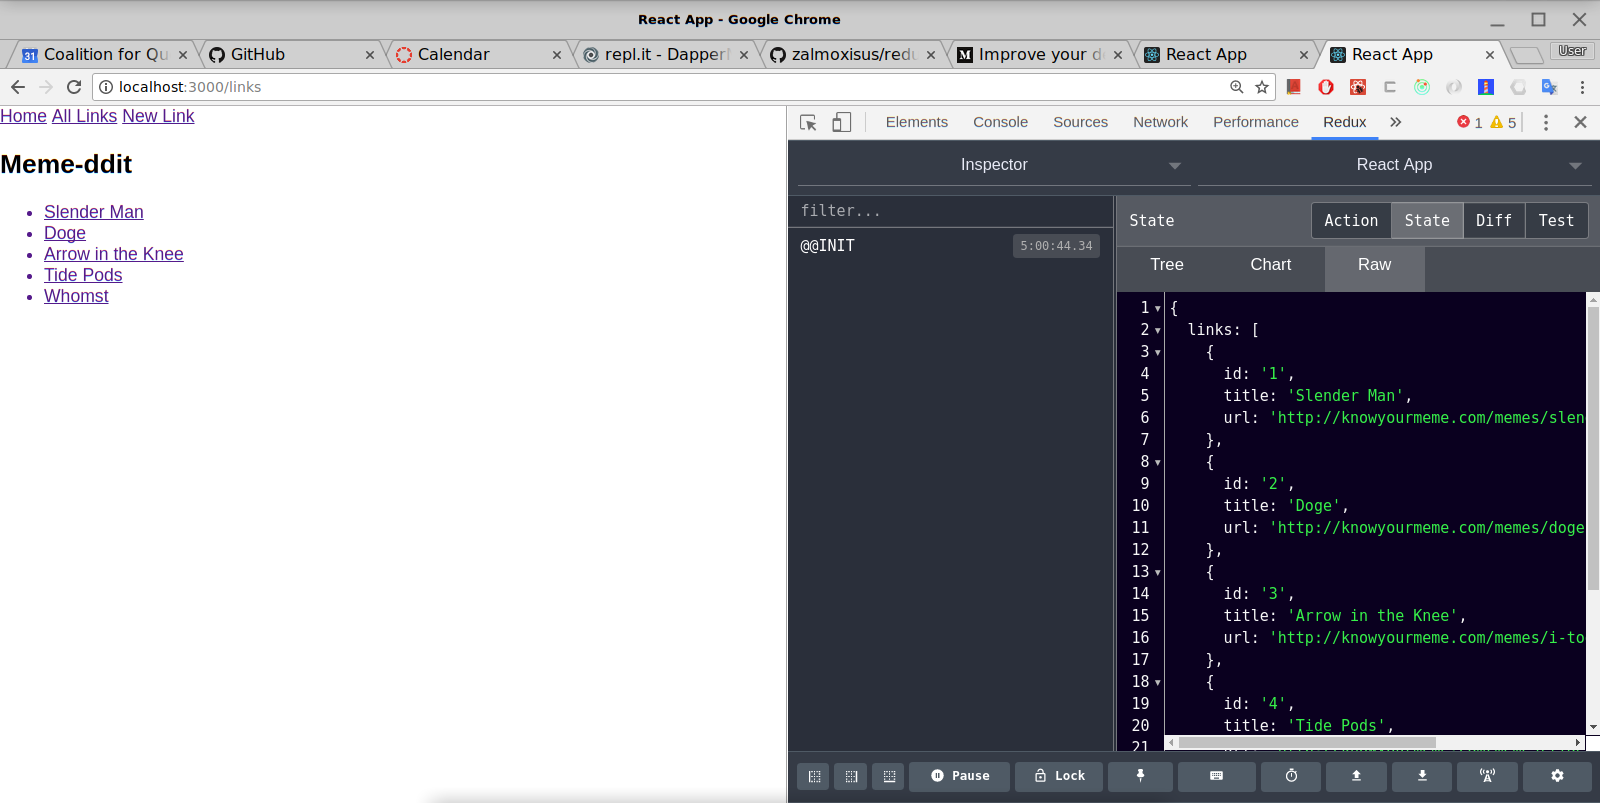 React App - Google Chrome
Coalition for Qu
GitHub
Calendar
repl.it - Dapper
zalmoxisus/redu
Improve your d
React App
React App
User
localhost:3000/links
Home All Links New Link
Elements Console Sources Network Performance Redux » 1 5
Meme-ddit
Slender Man
Doge
Arrow in the Knee
Tide Pods
Whomst
Inspector
React App
filter...
@@INIT 5:00:44.34
State
Action State Diff Test
Tree Chart Raw
1 {
2 links: [
3 {
4 id: '1',
5 title: 'Slender Man',
6 url: 'http://knowyourmeme.com/memes/slen
7 },
8 {
9 id: '2',
10 title: 'Doge',
11 url: 'http://knowyourmeme.com/memes/doge
12 },
13 {
14 id: '3',
15 title: 'Arrow in the Knee',
16 url: 'http://knowyourmeme.com/memes/i-to
17 },
18 {
19 id: '4',
20 title: 'Tide Pods',
21
Pause Lock